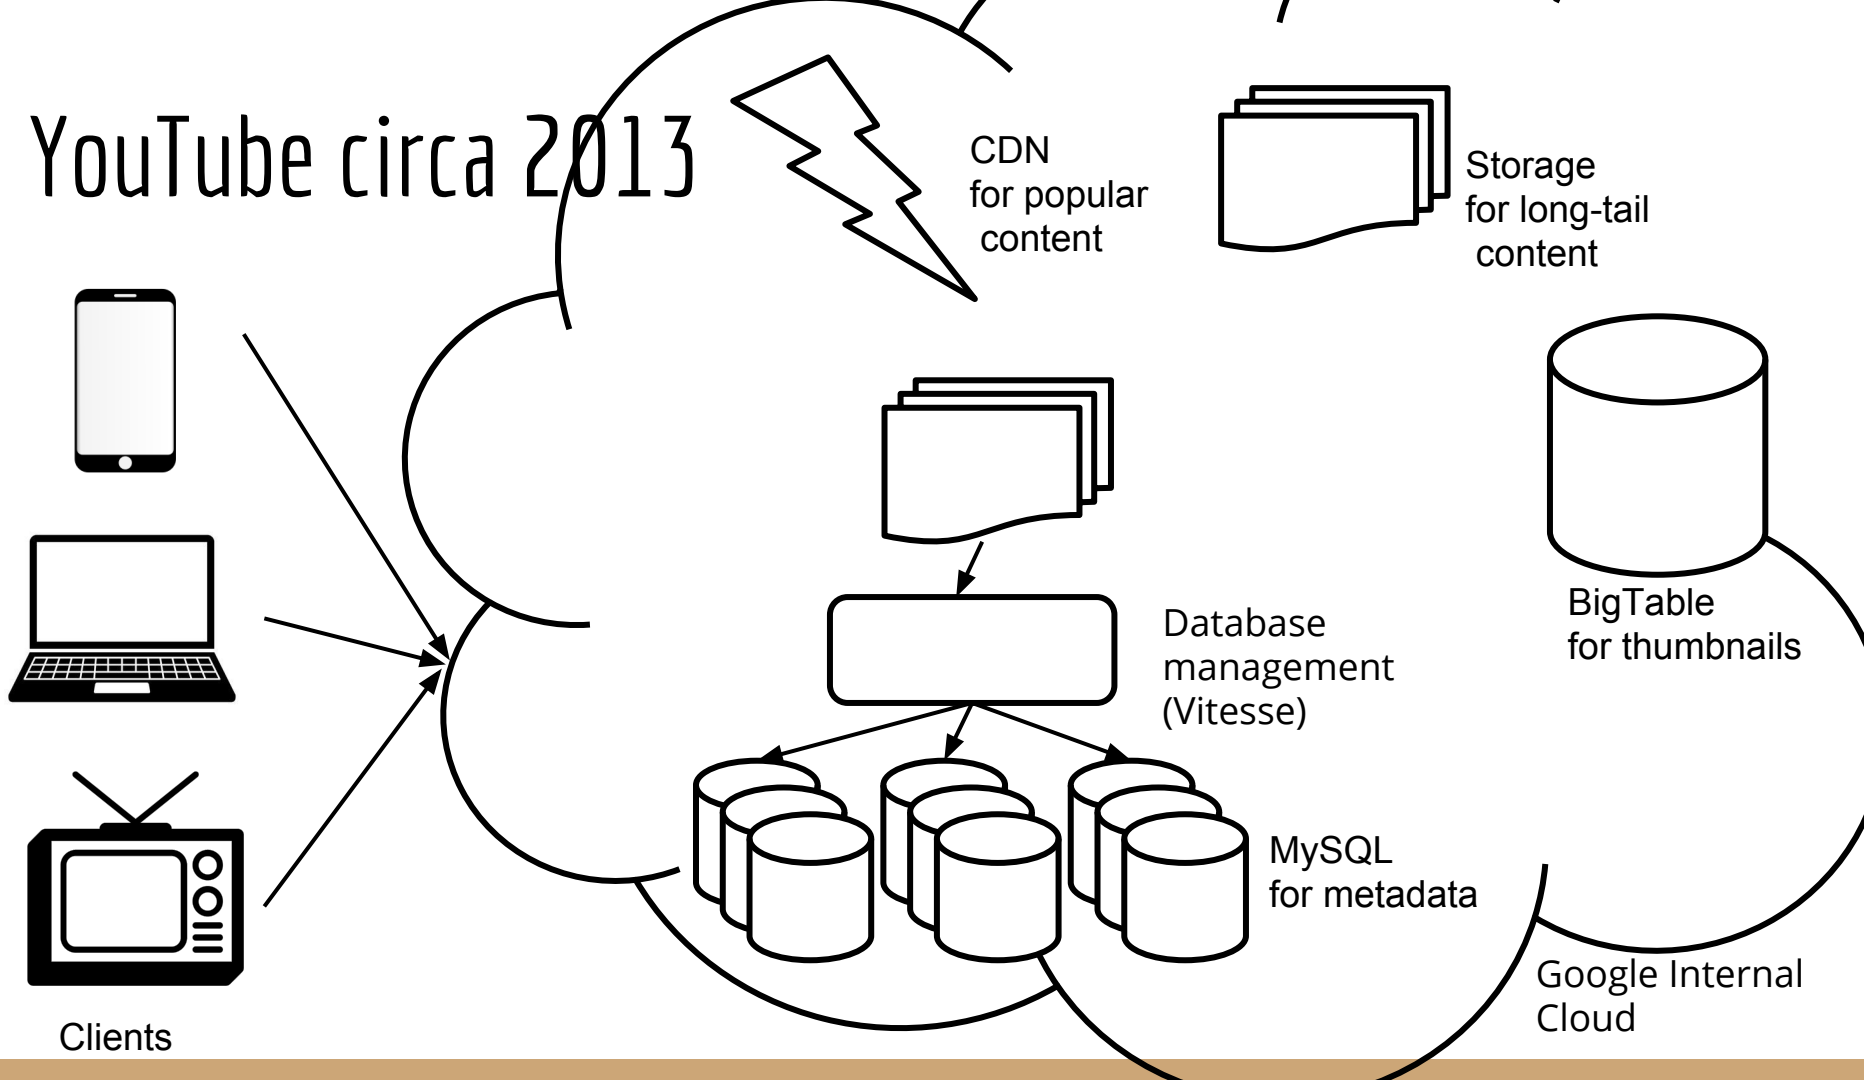 YouTube circa 2013
CDN
for popular
content
Storage
for long-tail
content
BigTable
for thumbnails
Database
management
(Vitesse)
MySQL
for metadata
Google Internal
Cloud
Clients